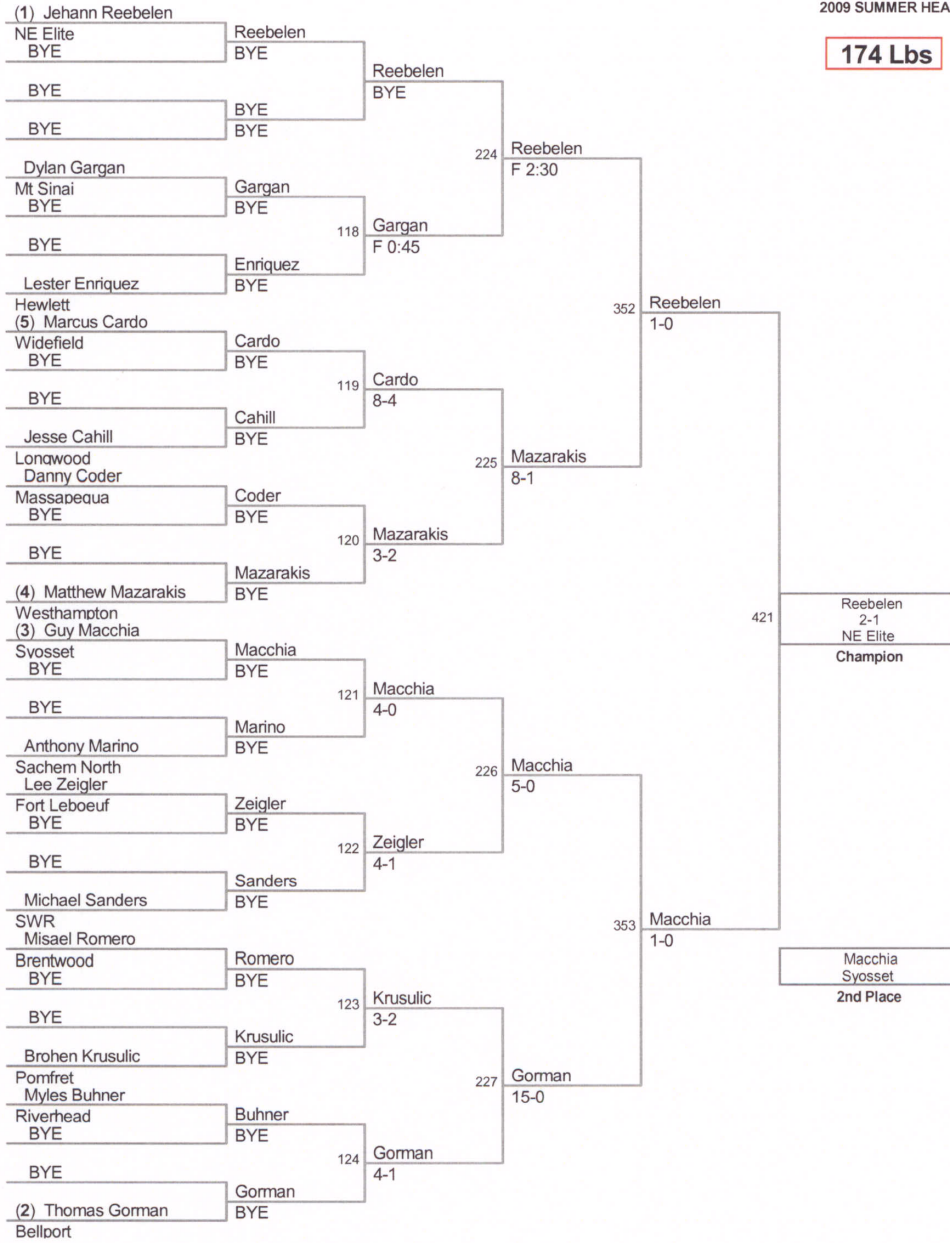 2009 SUMMER HEA
174 Lbs
(1) Jehann Reebelen
NE Elite
BYE
BYE
BYE
Dylan Gargan
Mt Sinai
BYE
BYE
Lester Enriquez
Hewlett
(5) Marcus Cardo
Widefield
BYE
BYE
Jesse Cahill
Longwood
Danny Coder
Massapequa
BYE
BYE
(4) Matthew Mazarakis
Westhampton
(3) Guy Macchia
Syosset
BYE
BYE
Anthony Marino
Sachem North
Lee Zeigler
Fort Leboeuf
BYE
BYE
Michael Sanders
SWR
Misael Romero
Brentwood
BYE
BYE
Brohen Krusulic
Pomfret
Myles Buhner
Riverhead
BYE
BYE
(2) Thomas Gorman
Bellport
Reebelen
BYE
BYE
BYE
Gargan
BYE
Enriquez
BYE
Cardo
BYE
Cahill
BYE
Coder
BYE
Mazarakis
BYE
Macchia
BYE
Marino
BYE
Zeigler
BYE
Sanders
BYE
Romero
BYE
Krusulic
BYE
Buhner
BYE
Gorman
BYE
Reebelen
BYE
118 Gargan
F 0:45
119 Cardo
8-4
120 Mazarakis
3-2
121 Macchia
4-0
122 Zeigler
4-1
123 Krusulic
3-2
124 Gorman
4-1
224 Reebelen
F 2:30
225 Mazarakis
8-1
226 Macchia
5-0
227 Gorman
15-0
352 Reebelen
1-0
353 Macchia
1-0
421
Reebelen
2-1
NE Elite
Champion
Macchia
Syosset
2nd Place